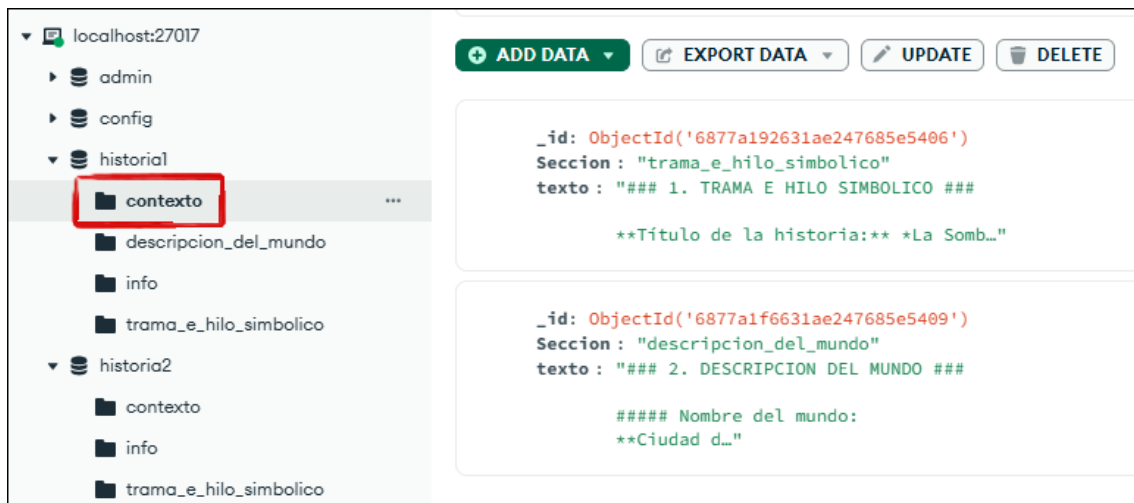 localhost:27017
admin
config
historia1
contexto
descripcion_del_mundo
info
trama_e_hilo_simbolico
historia2
contexto
info
trama_e_hilo_simbolico
ADD DATA EXPORT DATA UPDATE DELETE
_id: ObjectId('6877a192631ae247685e5406')
Seccion : "trama_e_hilo_simbolico"
texto : "### 1. TRAMA E HILO SIMBOLICO ###
**Título de la historia:** *La Somb…"
_id: ObjectId('6877a1f6631ae247685e5409')
Seccion : "descripcion_del_mundo"
texto : "### 2. DESCRIPCION DEL MUNDO ###
##### Nombre del mundo:
**Ciudad d…"